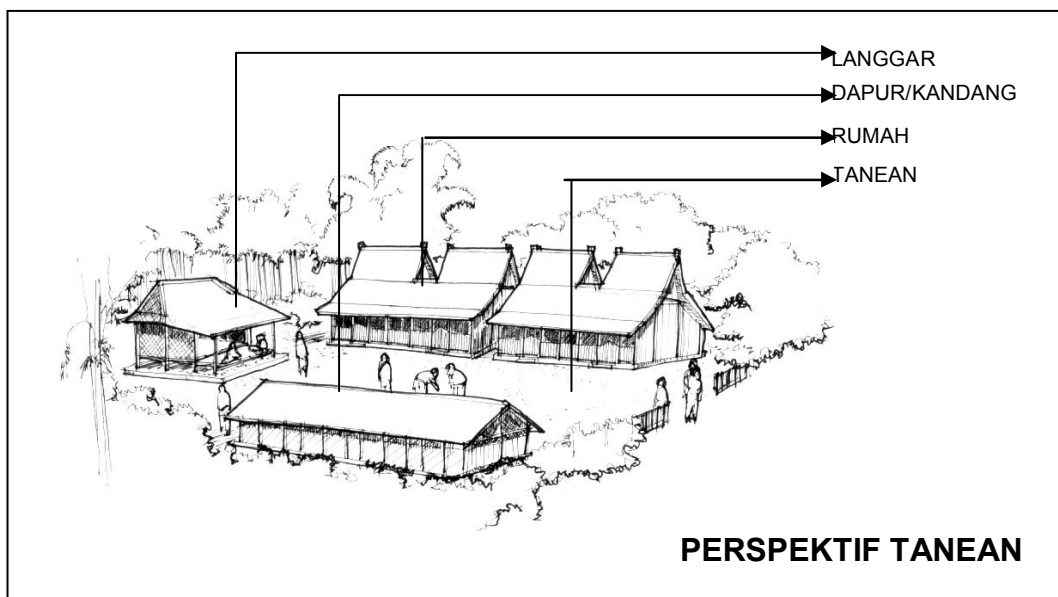 LANGGAR
DAPUR/KANDANG
RUMAH
TANEAN
PERSPEKTIF TANEAN